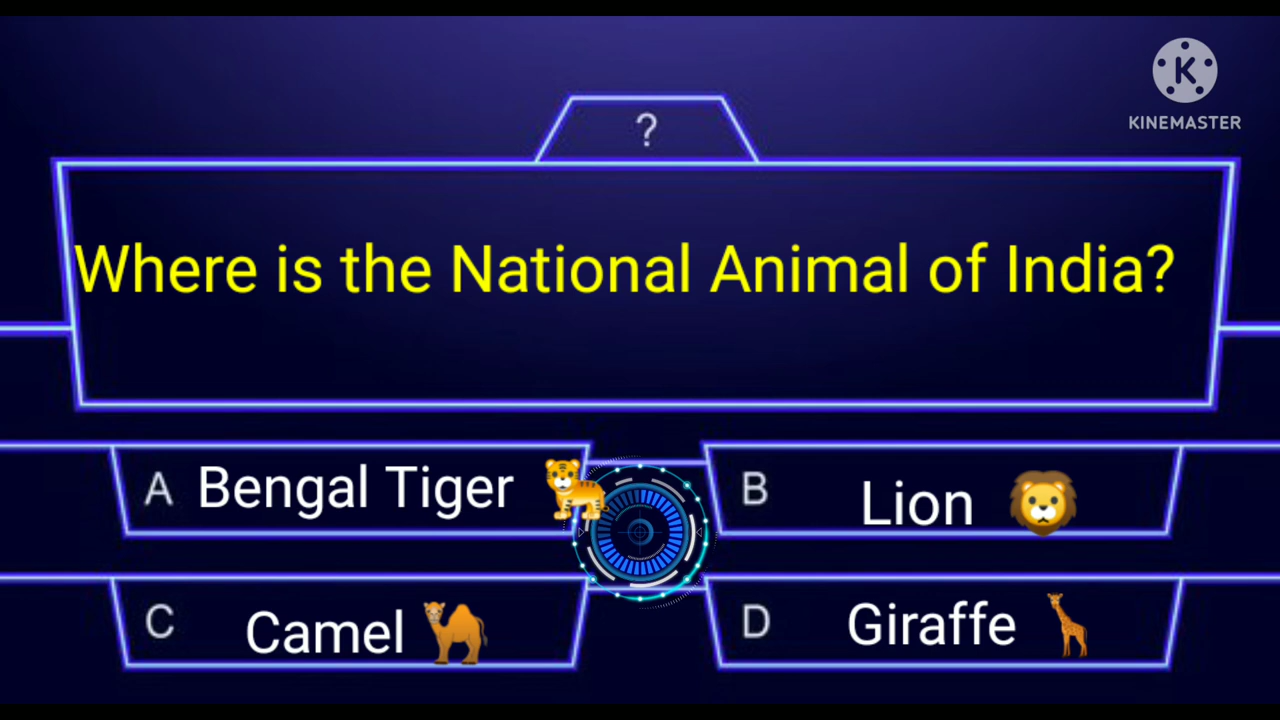 KINEMASTER
?
Where is the National Animal of India?
A Bengal Tiger
B Lion
C Camel
D Giraffe